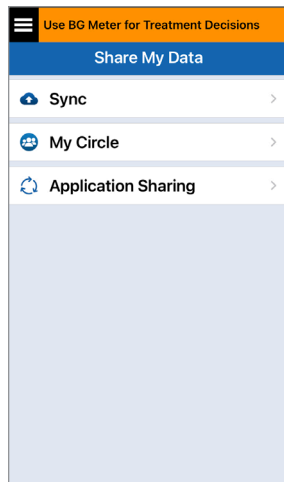 Use BG Meter for Treatment Decisions
Share My Data
Sync
My Circle
Application Sharing